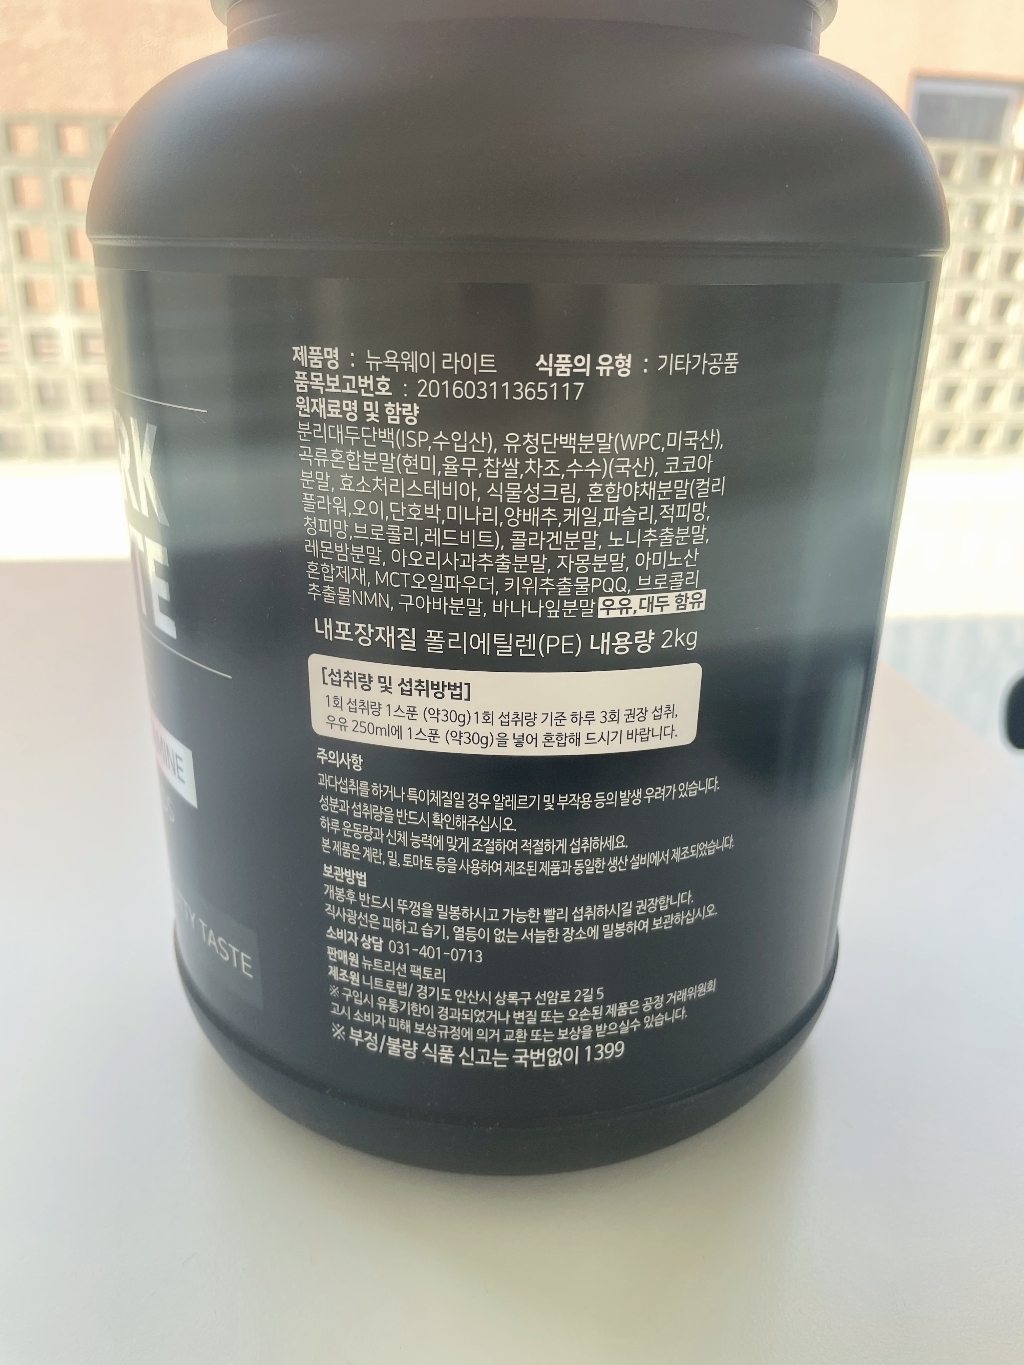 제품명 : 뉴욕웨이 라이트 식품의 유형 : 기타가공품
품목보고번호 : 20160311365117
원재료명 및 함량
분리대두단백(ISP,수입산), 유청단백분말(WPC,미국산),
곡류혼합분말(현미,율무,찹쌀,차조,수수)(국산), 코코아
분말, 효소처리스테비아, 식물성크림, 혼합야채분말(컬리
플라워,오이,단호박,미나리,양배추,케일,파슬리,적피망,
청피망,브로콜리,레드비트), 콜라겐분말, 노니추출분말,
레몬밤분말, 아오리사과추출분말, 자몽분말, 아미노산
혼합제재, MCT오일파우더, 키위추출물PQQ, 브로콜리
추출물NMN, 구아바분말, 바나나잎분말 우유,대두 함유
내포장재질 폴리에틸렌(PE) 내용량 2kg
[섭취량 및 섭취방법]
1회 섭취량 1스푼 (약30g)1회 섭취량 기준 하루 3회 권장 섭취,
우유 250ml에 1스푼 (약30g)을 넣어 혼합해 드시기 바랍니다.
주의사항
과다섭취를 하거나 특이체질일 경우 알레르기 및 부작용 등의 발생 우려가 있습니다.
성분과 섭취량을 반드시 확인해주십시오.
하루 운동량과 신체 능력에 맞게 조절하여 적절하게 섭취하세요.
본 제품은 계란, 밀, 토마토 등을 사용하여 제조된 제품과 동일한 생산 설비에서 제조되었습니다.
보관방법
개봉후 반드시 뚜껑을 밀봉하시고 가능한 빨리 섭취하시길 권장합니다.
직사광선은 피하고 습기, 열등이 없는 서늘한 장소에 밀봉하여 보관하십시오.
소비자 상담 031-401-0713
판매원 뉴트리션 팩토리
제조원 니트로랩/ 경기도 안산시 상록구 선암로 2길 5
※ 구입시 유통기한이 경과되었거나 변질 또는 오손된 제품은 공정 거래위원회
고시 소비자 피해 보상규정에 의거 교환 또는 보상을 받으실수 있습니다.
※ 부정/불량 식품 신고는 국번없이 1399
TASTE